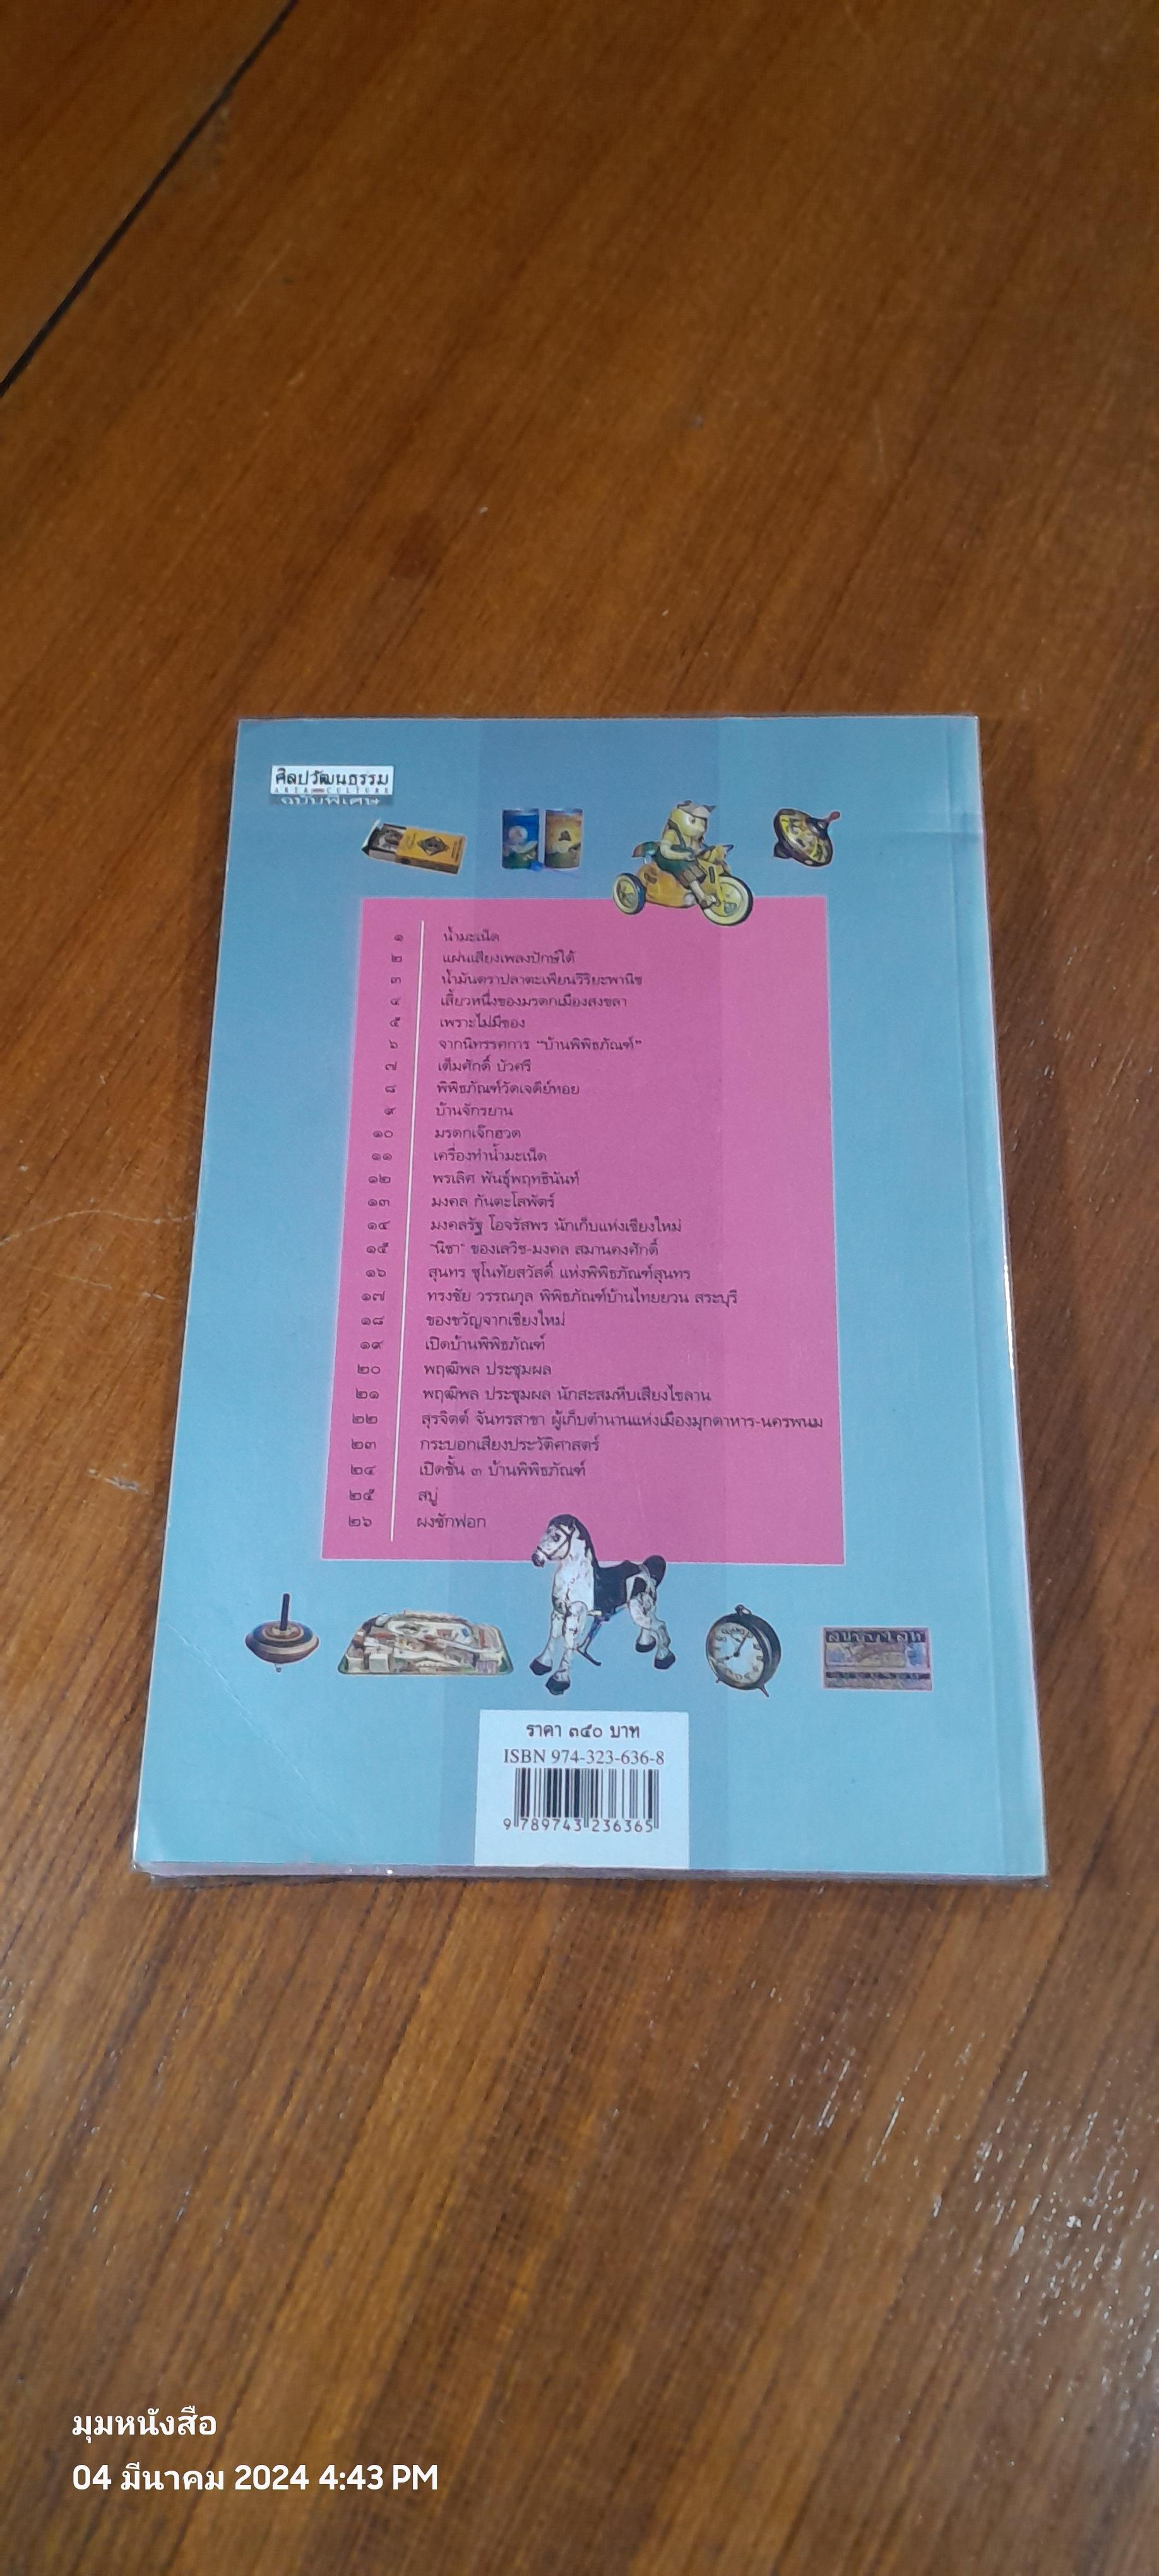 ศิลปวัฒนธรรม
ฉบับพิเศษ
๑ น้ำมะเน็ด
๒ แผ่นเสียงเพลงปักษ์ใต้
๓ น้ำมันตราปลาตะเพียนวิริยะพานิช
๔ เสี้ยวหนึ่งของมรดกเมืองสงขลา
๕ เพราะไม่มีของ
๖ จากนิทรรศการ “บ้านพิพิธภัณฑ์”
๗ เต็มศักดิ์ บัวศรี
๘ พิพิธภัณฑ์วัดเจดีย์หอย
๙ บ้านจักรยาน
๑๐ มรดกเจ๊กฮวด
๑๑ เครื่องทำน้ำมะเน็ด
๑๒ พรเลิศ พันธุ์พฤทธินันท์
๑๓ มงคล กันตะโสพัตร์
๑๔ มงคลรัฐ โอจรัสพร นักเก็บแห่งเชียงใหม่
๑๕ "นิชา" ของเลวิช-มงคล สมานคงศักดิ์
๑๖ สุนทร ชูโนทัยสวัสดิ์ แห่งพิพิธภัณฑ์สุนทร
๑๗ ทรงชัย วรรณกุล พิพิธภัณฑ์บ้านไทยยวน สระบุรี
๑๘ ของขวัญจากเชียงใหม่
๑๙ เปิดบ้านพิพิธภัณฑ์
๒๐ พฤฒิพล ประชุมผล
๒๑ พฤฒิพล ประชุมผล นักสะสมหีบเสียงไขลาน
๒๒ สุรจิตต์ จันทรสาขา ผู้เก็บตำนานแห่งเมืองมุกดาหาร-นครพนม
๒๓ กระบอกเสียงประวัติศาสตร์
๒๔ เปิดชั้น ๓ บ้านพิพิธภัณฑ์
๒๕ สบู่
๒๖ ผงซักฟอก
ราคา ๓๔๐ บาท
ISBN 974-323-636-8
9 789743 236365
มุมหนังสือ
04 มีนาคม 2024 4:43 PM